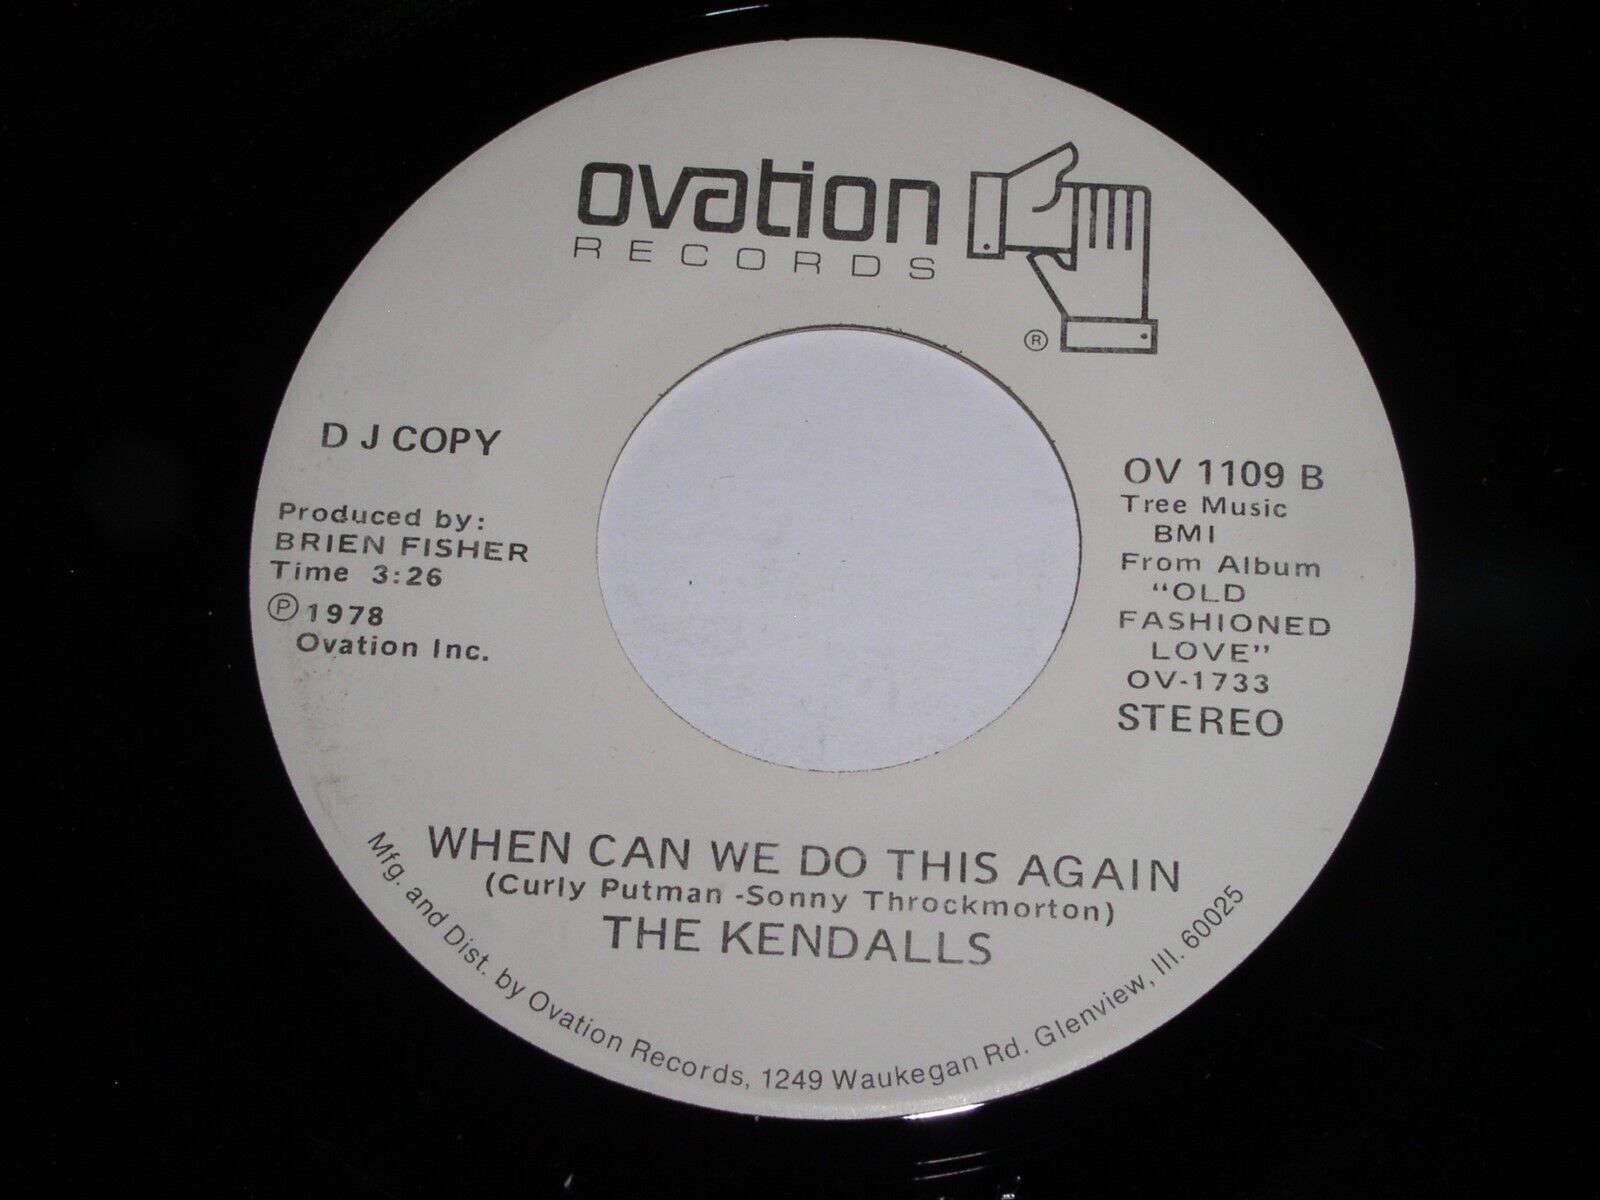 ovation
RECORDS
®
D J COPY
Produced by:
BRIEN FISHER
Time 3:26
℗ 1978
Ovation Inc.
OV 1109 B
Tree Music
BMI
From Album
"OLD
FASHIONED
LOVE"
OV-1733
STEREO
WHEN CAN WE DO THIS AGAIN
(Curly Putman -Sonny Throckmorton)
THE KENDALLS
Mfg. and Dist. by Ovation Records, 1249 Waukegan Rd. Glenview, Ill. 60025